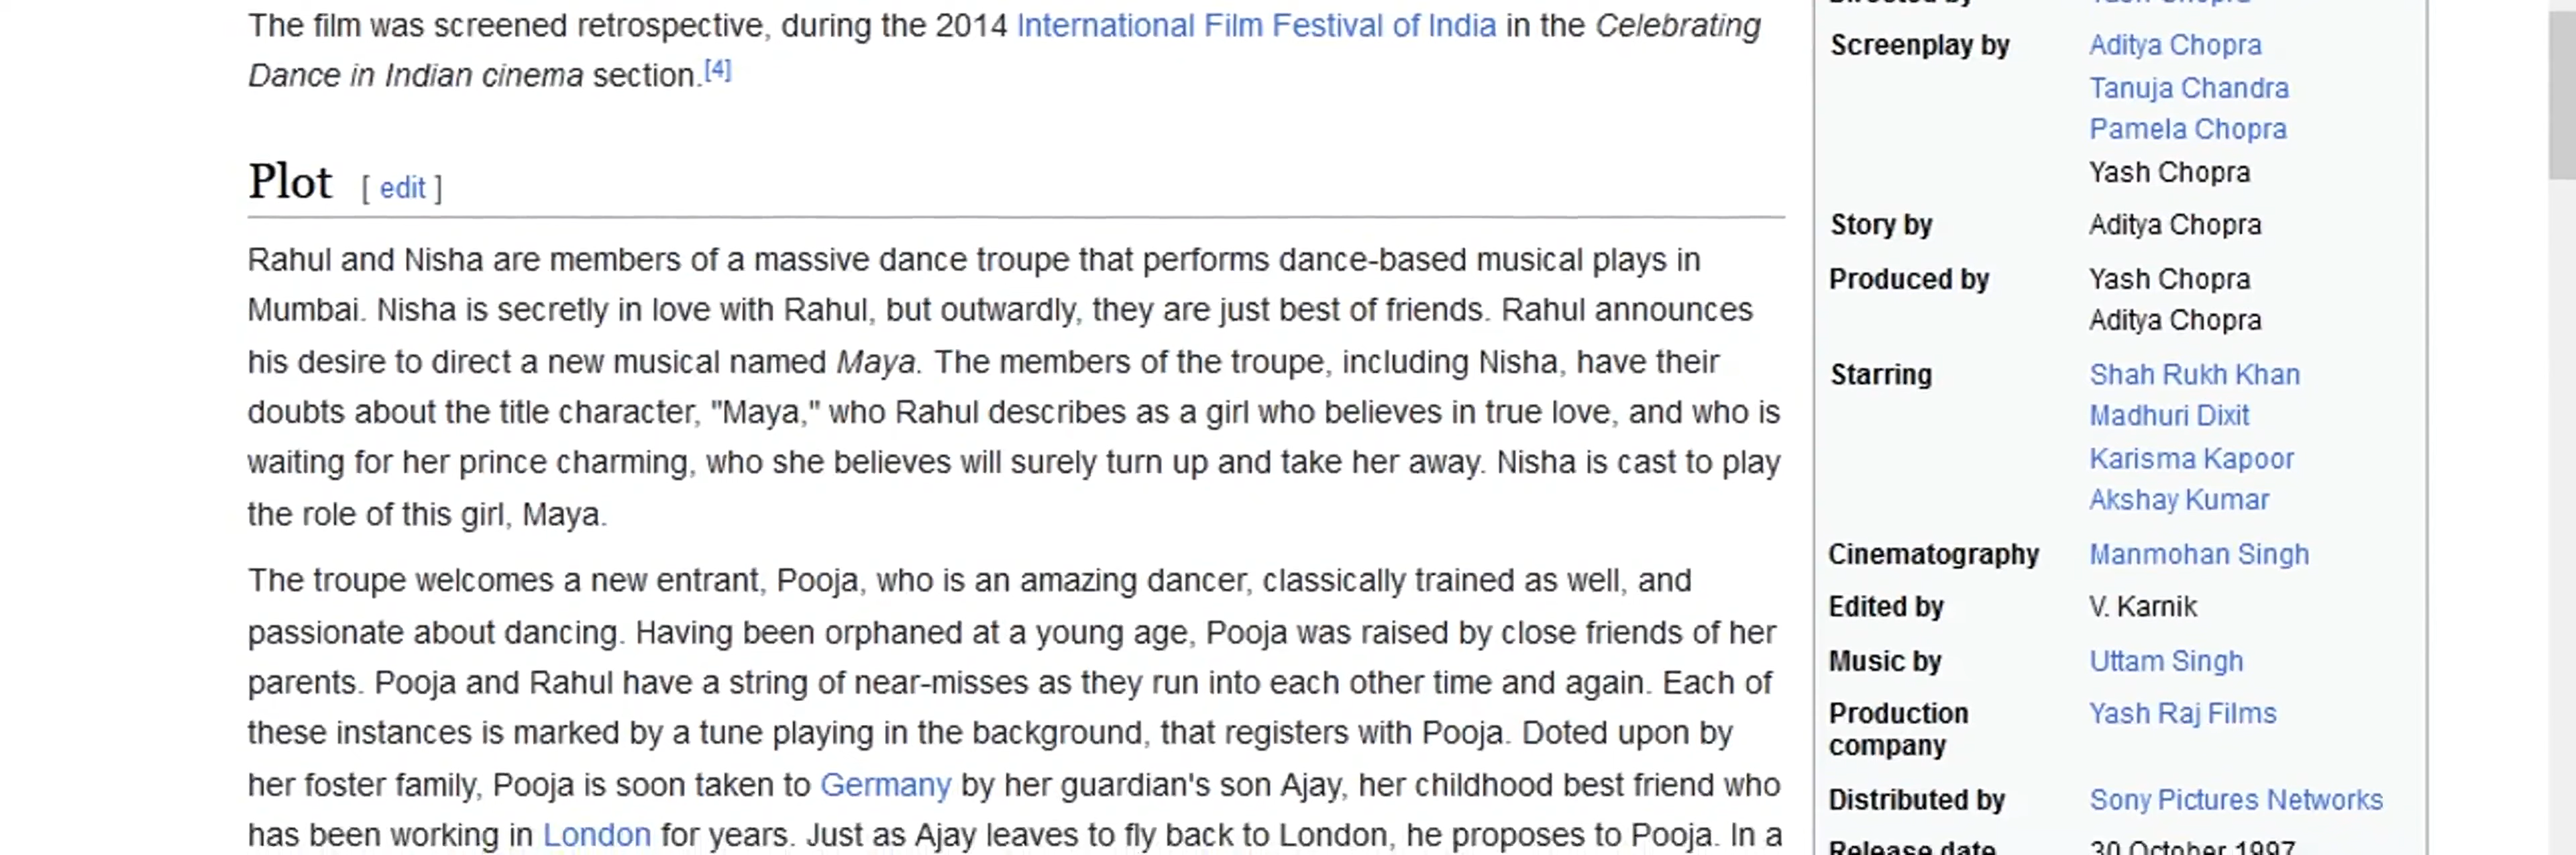 The film was screened retrospective, during the 2014 International Film Festival of India in the Celebrating
Dance in Indian cinema section.[4]
Plot [ edit ]
Rahul and Nisha are members of a massive dance troupe that performs dance-based musical plays in
Mumbai. Nisha is secretly in love with Rahul, but outwardly, they are just best of friends. Rahul announces
his desire to direct a new musical named Maya. The members of the troupe, including Nisha, have their
doubts about the title character, "Maya," who Rahul describes as a girl who believes in true love, and who is
waiting for her prince charming, who she believes will surely turn up and take her away. Nisha is cast to play
the role of this girl, Maya.
The troupe welcomes a new entrant, Pooja, who is an amazing dancer, classically trained as well, and
passionate about dancing. Having been orphaned at a young age, Pooja was raised by close friends of her
parents. Pooja and Rahul have a string of near-misses as they run into each other time and again. Each of
these instances is marked by a tune playing in the background, that registers with Pooja. Doted upon by
her foster family, Pooja is soon taken to Germany by her guardian's son Ajay, her childhood best friend who
has been working in London for years. Just as Ajay leaves to fly back to London, he proposes to Pooja. In a
Directed by Yash Chopra
Screenplay by Aditya Chopra
Tanuja Chandra
Pamela Chopra
Yash Chopra
Story by Aditya Chopra
Produced by Yash Chopra
Aditya Chopra
Starring Shah Rukh Khan
Madhuri Dixit
Karisma Kapoor
Akshay Kumar
Cinematography Manmohan Singh
Edited by V. Karnik
Music by Uttam Singh
Production Yash Raj Films
company
Distributed by Sony Pictures Networks
Release date 30 October 1997